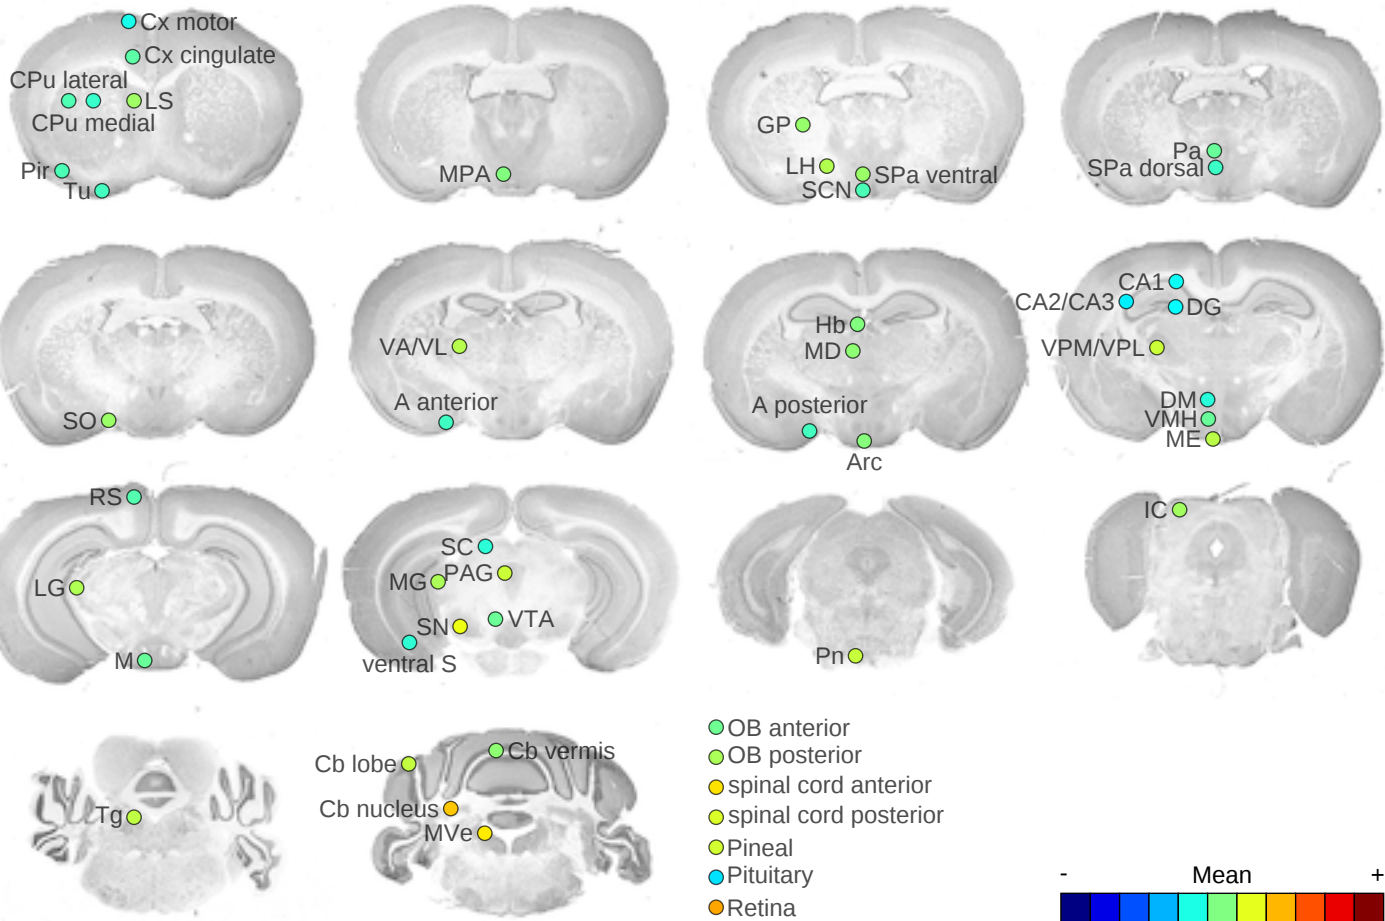 Cx motor
Cx cingulate
CPu lateral
LS
CPu medial
Pir
Tu
MPA
GP
LH
SPa ventral
SCN
Pa
SPa dorsal
SO
VA/VL
A anterior
Hb
MD
A posterior
Arc
CA1
CA2/CA3
DG
VPM/VPL
DM
VMH
ME
RS
LG
M
SC
MG
PAG
SN
VTA
ventral S
Pn
IC
Tg
Cb lobe
Cb vermis
Cb nucleus
MVe
OB anterior
OB posterior
spinal cord anterior
spinal cord posterior
Pineal
Pituitary
Retina
- Mean +